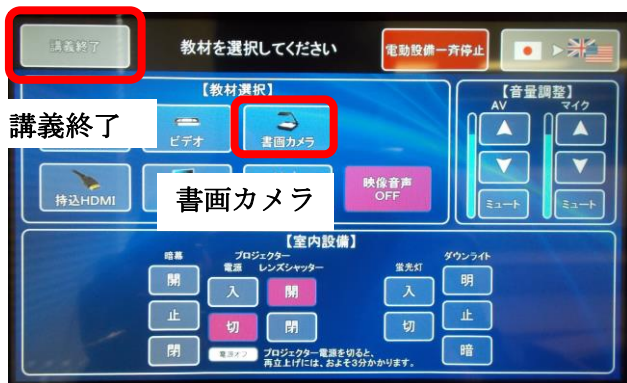 講義終了
教材を選択してください
電動設備一斉停止
【教材選択】
【音量調整】
AV マイク
講義終了
ビデオ
書画カメラ
持込HDMI
書画カメラ
映像音声
OFF
ミュート
ミュート
【室内設備】
暗幕
プロジェクター
電源 レンズシャッター
蛍光灯
ダウンライト
開
入
開
入
明
止
止
切
閉
切
閉
暗
電源オフ
プロジェクター電源を切ると、
再立上げには、およそ3分かかります。